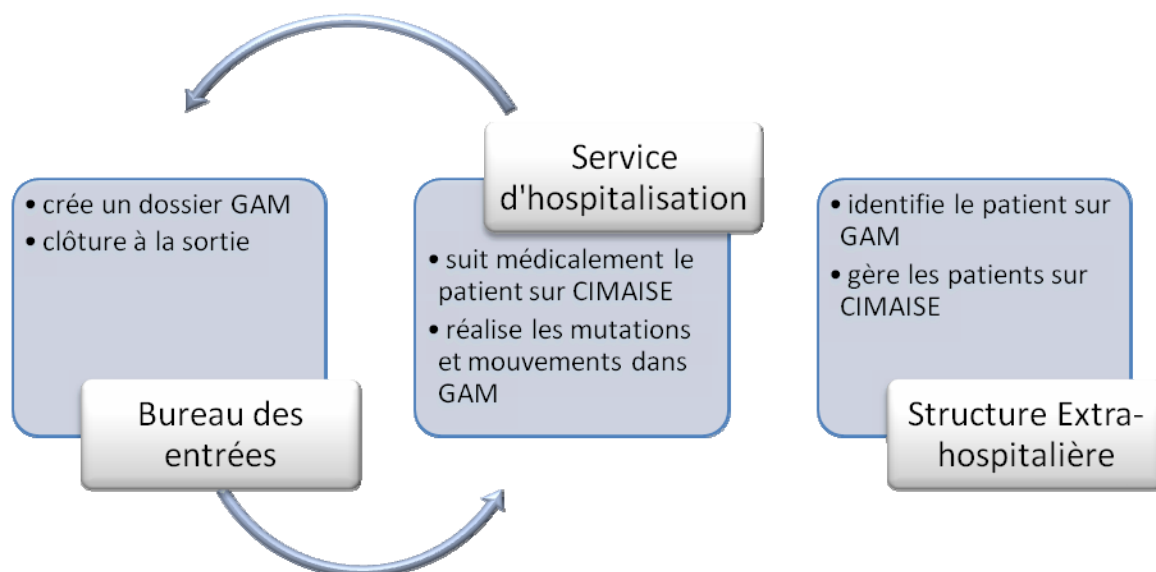 • crée un dossier GAM
• clôture à la sortie
Bureau des
entrées
Service
d'hospitalisation
• suit médicalement le
patient sur CIMAISE
• réalise les mutations
et mouvements dans
GAM
• identifie le patient sur
GAM
• gère les patients sur
CIMAISE
Structure Extra-
hospitalière